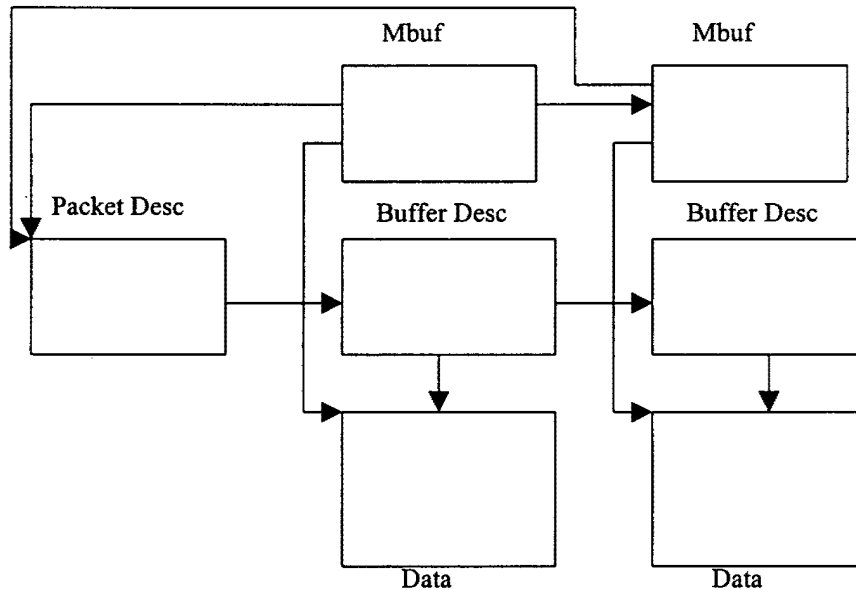 Mbuf
Mbuf
Packet Desc
Buffer Desc
Buffer Desc
Data
Data